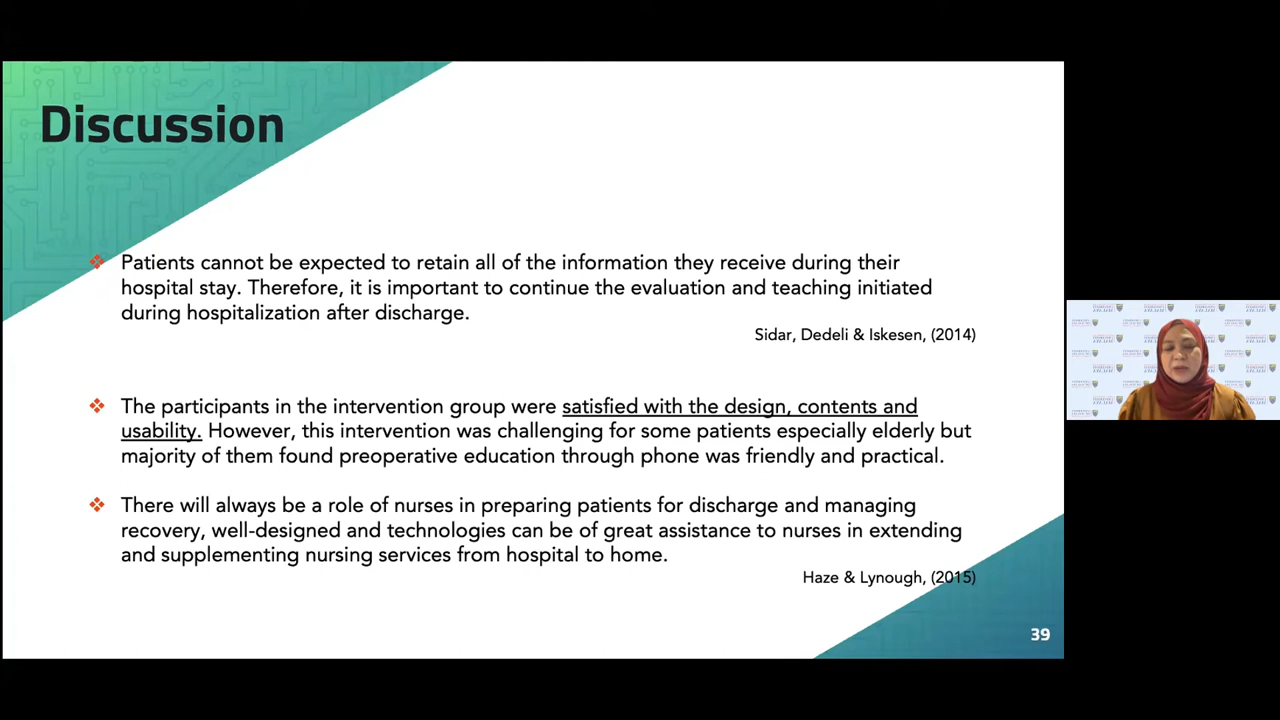 Discussion
❖ Patients cannot be expected to retain all of the information they receive during their
hospital stay. Therefore, it is important to continue the evaluation and teaching initiated
during hospitalization after discharge.
Sidar, Dedeli & Iskesen, (2014)
❖ The participants in the intervention group were satisfied with the design, contents and
usability. However, this intervention was challenging for some patients especially elderly but
majority of them found preoperative education through phone was friendly and practical.
❖ There will always be a role of nurses in preparing patients for discharge and managing
recovery, well-designed and technologies can be of great assistance to nurses in extending
and supplementing nursing services from hospital to home.
Haze & Lynough, (2015)
39